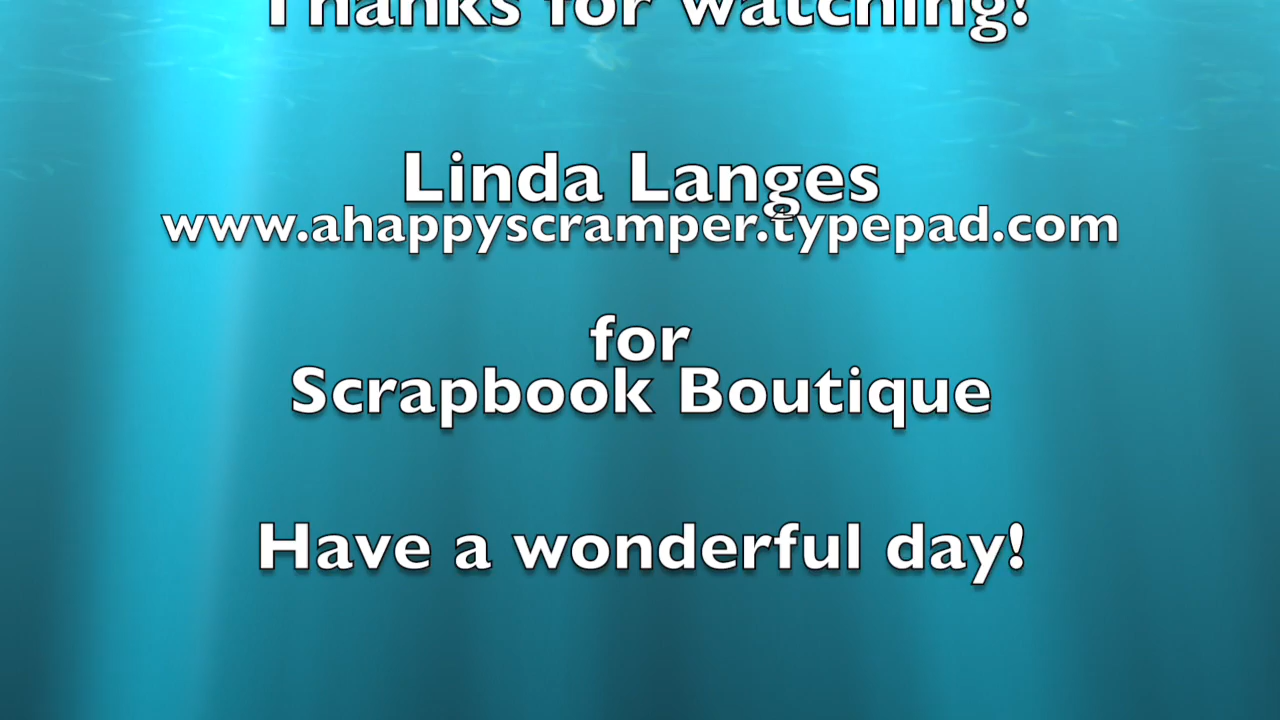 Thanks for watching!
Linda Langes
www.ahappyscramper.typepad.com
for
Scrapbook Boutique
Have a wonderful day!